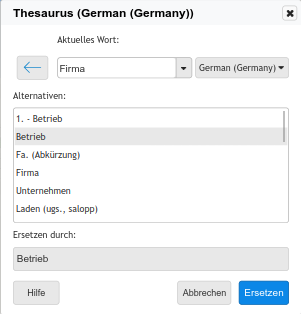 Thesaurus (German (Germany))
Aktuelles Wort:
Firma
German (Germany)
Alternativen:
1. - Betrieb
Betrieb
Fa. (Abkürzung)
Firma
Unternehmen
Laden (ugs., salopp)
Ersetzen durch:
Betrieb
Hilfe
Abbrechen
Ersetzen